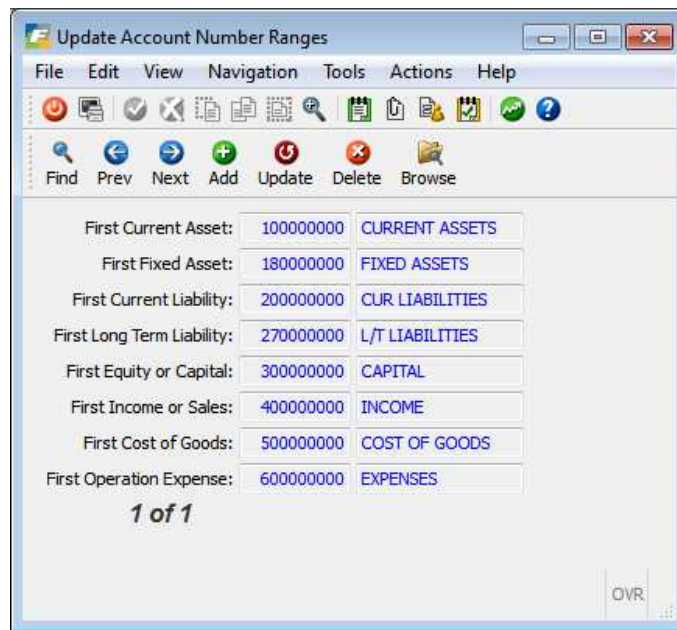 Update Account Number Ranges
File Edit View Navigation Tools Actions Help
Find Prev Next Add Update Delete Browse
First Current Asset: 100000000 CURRENT ASSETS
First Fixed Asset: 180000000 FIXED ASSETS
First Current Liability: 200000000 CUR LIABILITIES
First Long Term Liability: 270000000 L/T LIABILITIES
First Equity or Capital: 300000000 CAPITAL
First Income or Sales: 400000000 INCOME
First Cost of Goods: 500000000 COST OF GOODS
First Operation Expense: 600000000 EXPENSES
1 of 1
OVR